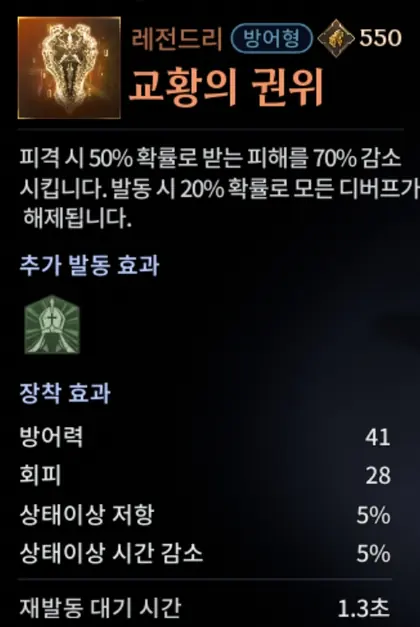 레전드리 방어형 550
교황의 권위
피격 시 50% 확률로 받는 피해를 70% 감소
시킵니다. 발동 시 20% 확률로 모든 디버프가
해제됩니다.
추가 발동 효과
장착 효과
방어력 41
회피 28
상태이상 저항 5%
상태이상 시간 감소 5%
재발동 대기 시간 1.3초